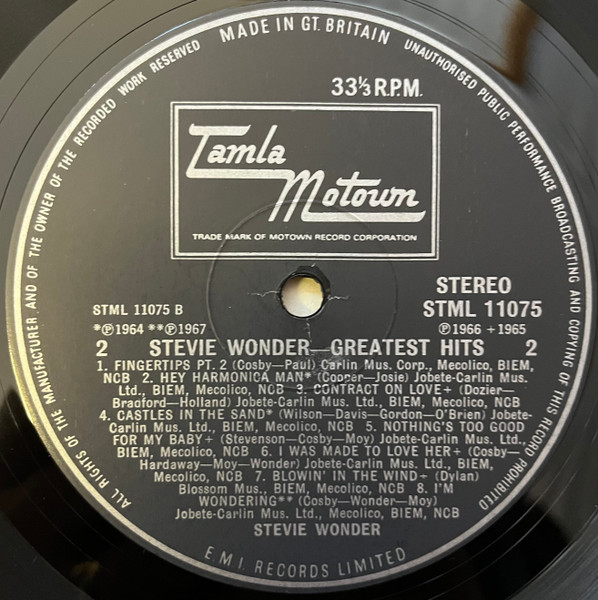 MADE IN GT. BRITAIN
UNAUTHORISED PUBLIC PERFORMANCE BROADCASTING AND COPYING OF THIS RECORD PROHIBITED
ALL RIGHTS OF THE MANUFACTURER AND OF THE OWNER OF THE RECORDED WORK RESERVED
33⅓ R.P.M.
Tamla
Motown
TRADE MARK OF MOTOWN RECORD CORPORATION
STEREO
STML 11075 B
STML 11075
*℗1964 **℗1967
℗1966 +1965
2 STEVIE WONDER—GREATEST HITS 2
1. FINGERTIPS PT. 2 (Cosby—Paul) Carlin Mus. Corp., Mecolico, BIEM,
NCB 2. HEY HARMONICA MAN* (Cooper—Josie) Jobete-Carlin Mus.
Ltd., BIEM, Mecolico, NCB 3. CONTRACT ON LOVE+ (Dozier—
Bradford—Holland) Jobete-Carlin Mus. Ltd., BIEM, Mecolico, NCB
4. CASTLES IN THE SAND* (Wilson—Davis—Gordon—O'Brien) Jobete-
Carlin Mus. Ltd., BIEM, Mecolico, NCB 5. NOTHING'S TOO GOOD
FOR MY BABY+ (Stevenson—Cosby—Moy) Jobete-Carlin Mus. Ltd.,
BIEM, Mecolico, NCB 6. I WAS MADE TO LOVE HER+ (Cosby—
Hardaway—Moy—Wonder) Jobete-Carlin Mus. Ltd., BIEM,
Mecolico, NCB 7. BLOWIN' IN THE WIND+ (Dylan)
Blossom Mus., BIEM, Mecolico, NCB 8. I'M
WONDERING** (Cosby—Wonder—Moy)
Jobete-Carlin Mus. Ltd., Mecolico, BIEM, NCB
STEVIE WONDER
E.M.I. RECORDS LIMITED